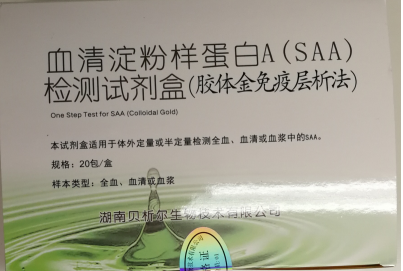 血清淀粉样蛋白A(SAA)
检测试剂盒(胶体金免疫层析法)
One Step Test for SAA (Colloidal Gold)
本试剂盒适用于体外定量或半定量检测全血、血清或血浆中的SAA。
规格：20包/盒
样本类型：全血、血清或血浆
湖南贝析尔生物技术有限公司